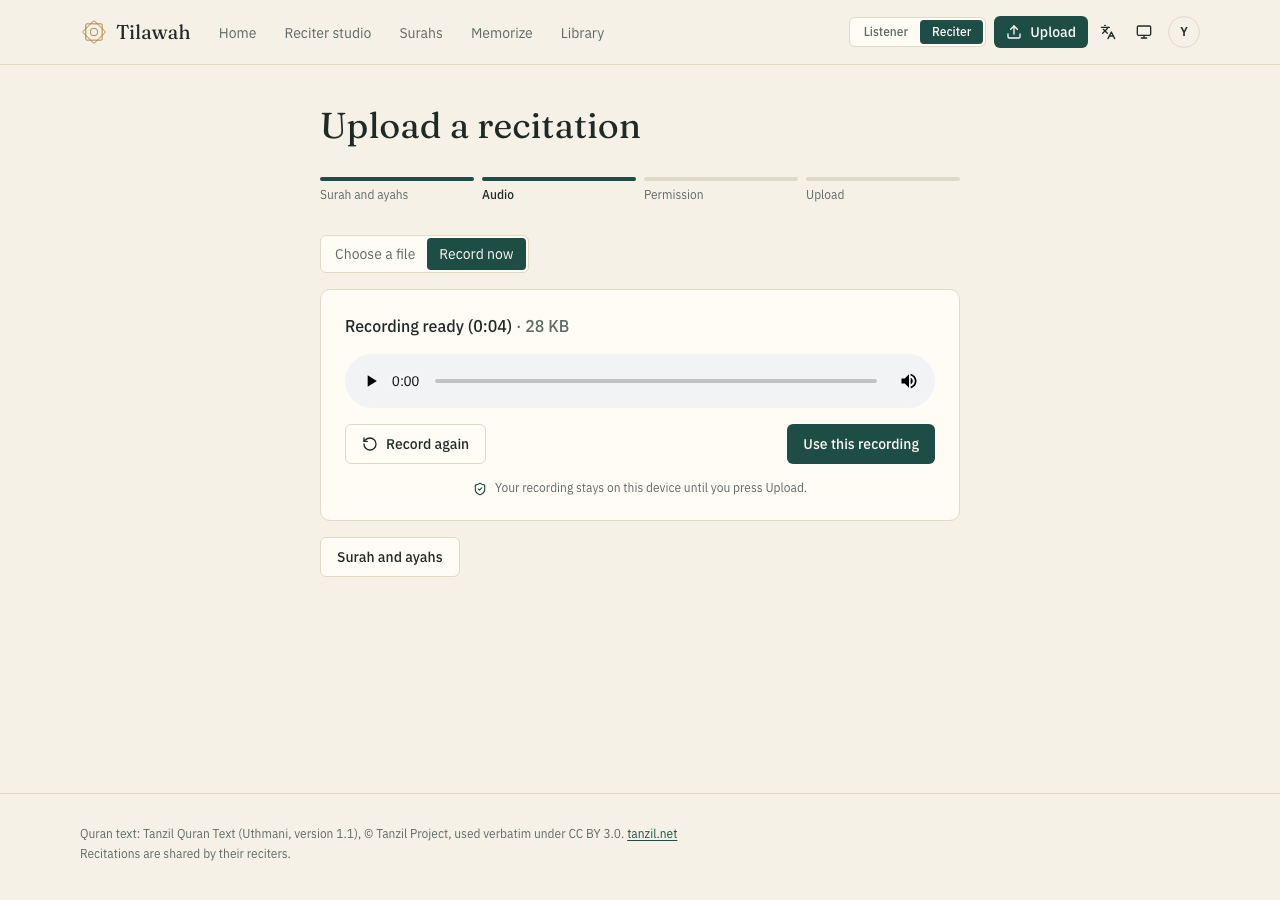 Tilawah
Home
Reciter studio
Surahs
Memorize
Library
Listener
Reciter
Upload
Y
Upload a recitation
Surah and ayahs
Audio
Permission
Upload
Choose a file
Record now
Recording ready (0:04) · 28 KB
0:00
Record again
Use this recording
Your recording stays on this device until you press Upload.
Surah and ayahs
Quran text: Tanzil Quran Text (Uthmani, version 1.1), © Tanzil Project, used verbatim under CC BY 3.0. tanzil.net
Recitations are shared by their reciters.